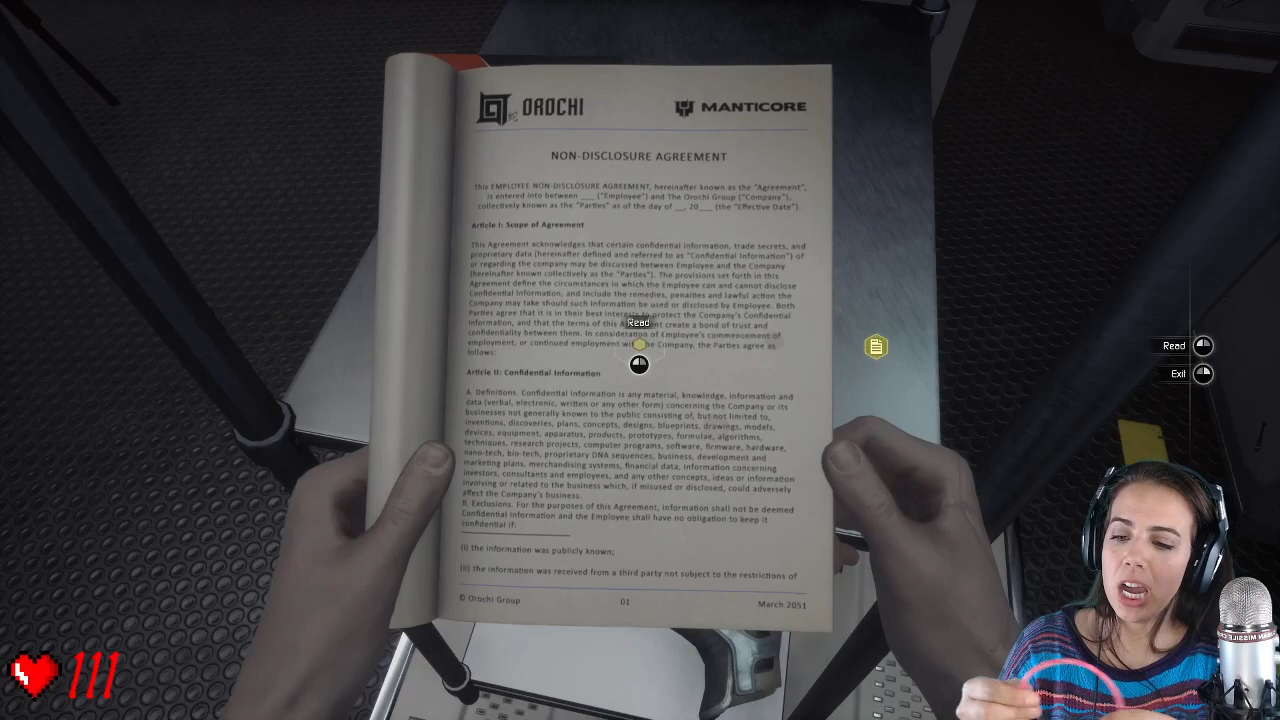 OROCHI
MANTICORE
NON-DISCLOSURE AGREEMENT
This EMPLOYEE NON-DISCLOSURE AGREEMENT, hereinafter known as the "Agreement",
is entered into between ___ ("Employee") and The Orochi Group ("Company"),
collectively known as the "Parties" as of the day of __, 20___ (the "Effective Date").
Article I: Scope of Agreement
This Agreement acknowledges that certain confidential information, trade secrets, and
proprietary data (hereinafter defined and referred to as "Confidential Information") of
or regarding the company may be discussed between Employee and the Company
(hereinafter known collectively as the "Parties"). The provisions set forth in this
Agreement define the circumstances in which the Employee can and cannot disclose
Confidential Information, and include the remedies, penalties and lawful action the
Company may take should such information be used or disclosed by Employee. Both
Parties agree that it is in their best interests to protect the Company's Confidential
Information, and that the terms of this create a bond of trust and
confidentiality between them. In consideration of Employee's commencement of
employment, or continued employment the Company, the Parties agree as
follows:
Read
Article II: Confidential Information
A. Definitions. Confidential Information is any material, knowledge, information and
data (verbal, electronic, written or any other form) concerning the Company or its
businesses not generally known to the public consisting of, but not limited to,
inventions, discoveries, plans, concepts, designs, blueprints, drawings, models,
devices, equipment, apparatus, products, prototypes, formulae, algorithms,
techniques, research projects, computer programs, software, firmware, hardware,
nano-tech, bio-tech, proprietary DNA sequences, business, development and
marketing plans, merchandising systems, financial data, information concerning
investors, consultants and employees, and any other concepts, ideas or information
involving or related to the business which, if misused or disclosed, could adversely
affect the Company's business.
B. Exclusions. For the purposes of this Agreement, information shall not be deemed
Confidential Information and the Employee shall have no obligation to keep it
confidential if:
(i) the information was publicly known;
(ii) the information was received from a third party not subject to the restrictions of
© Orochi Group
01
March 2051
Read
Exit
111